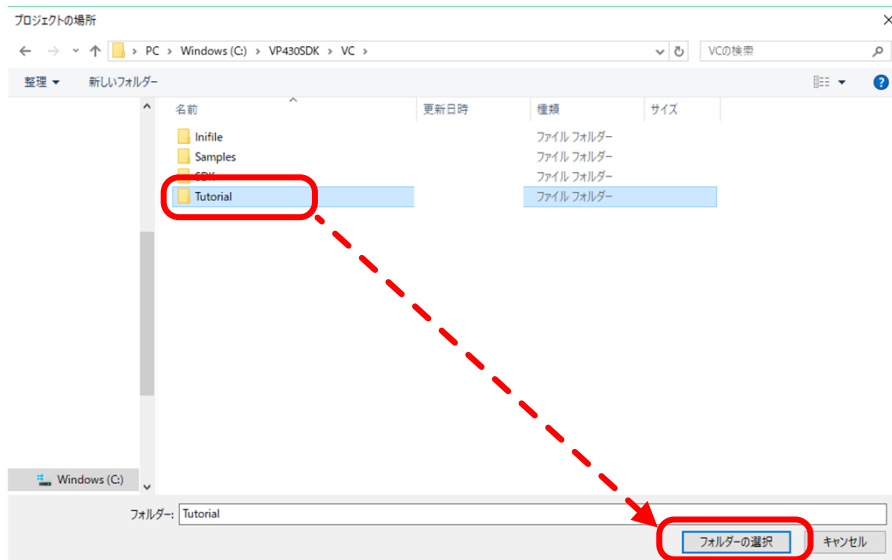 プロジェクトの場所
PC > Windows (C:) > VP430SDK > VC >
VCの検索
整理 新しいフォルダー
名前 更新日時 種類 サイズ
Inifile ファイル フォルダー
Samples ファイル フォルダー
SDK ファイル フォルダー
Tutorial ファイル フォルダー
Windows (C:)
フォルダー: Tutorial
フォルダーの選択 キャンセル